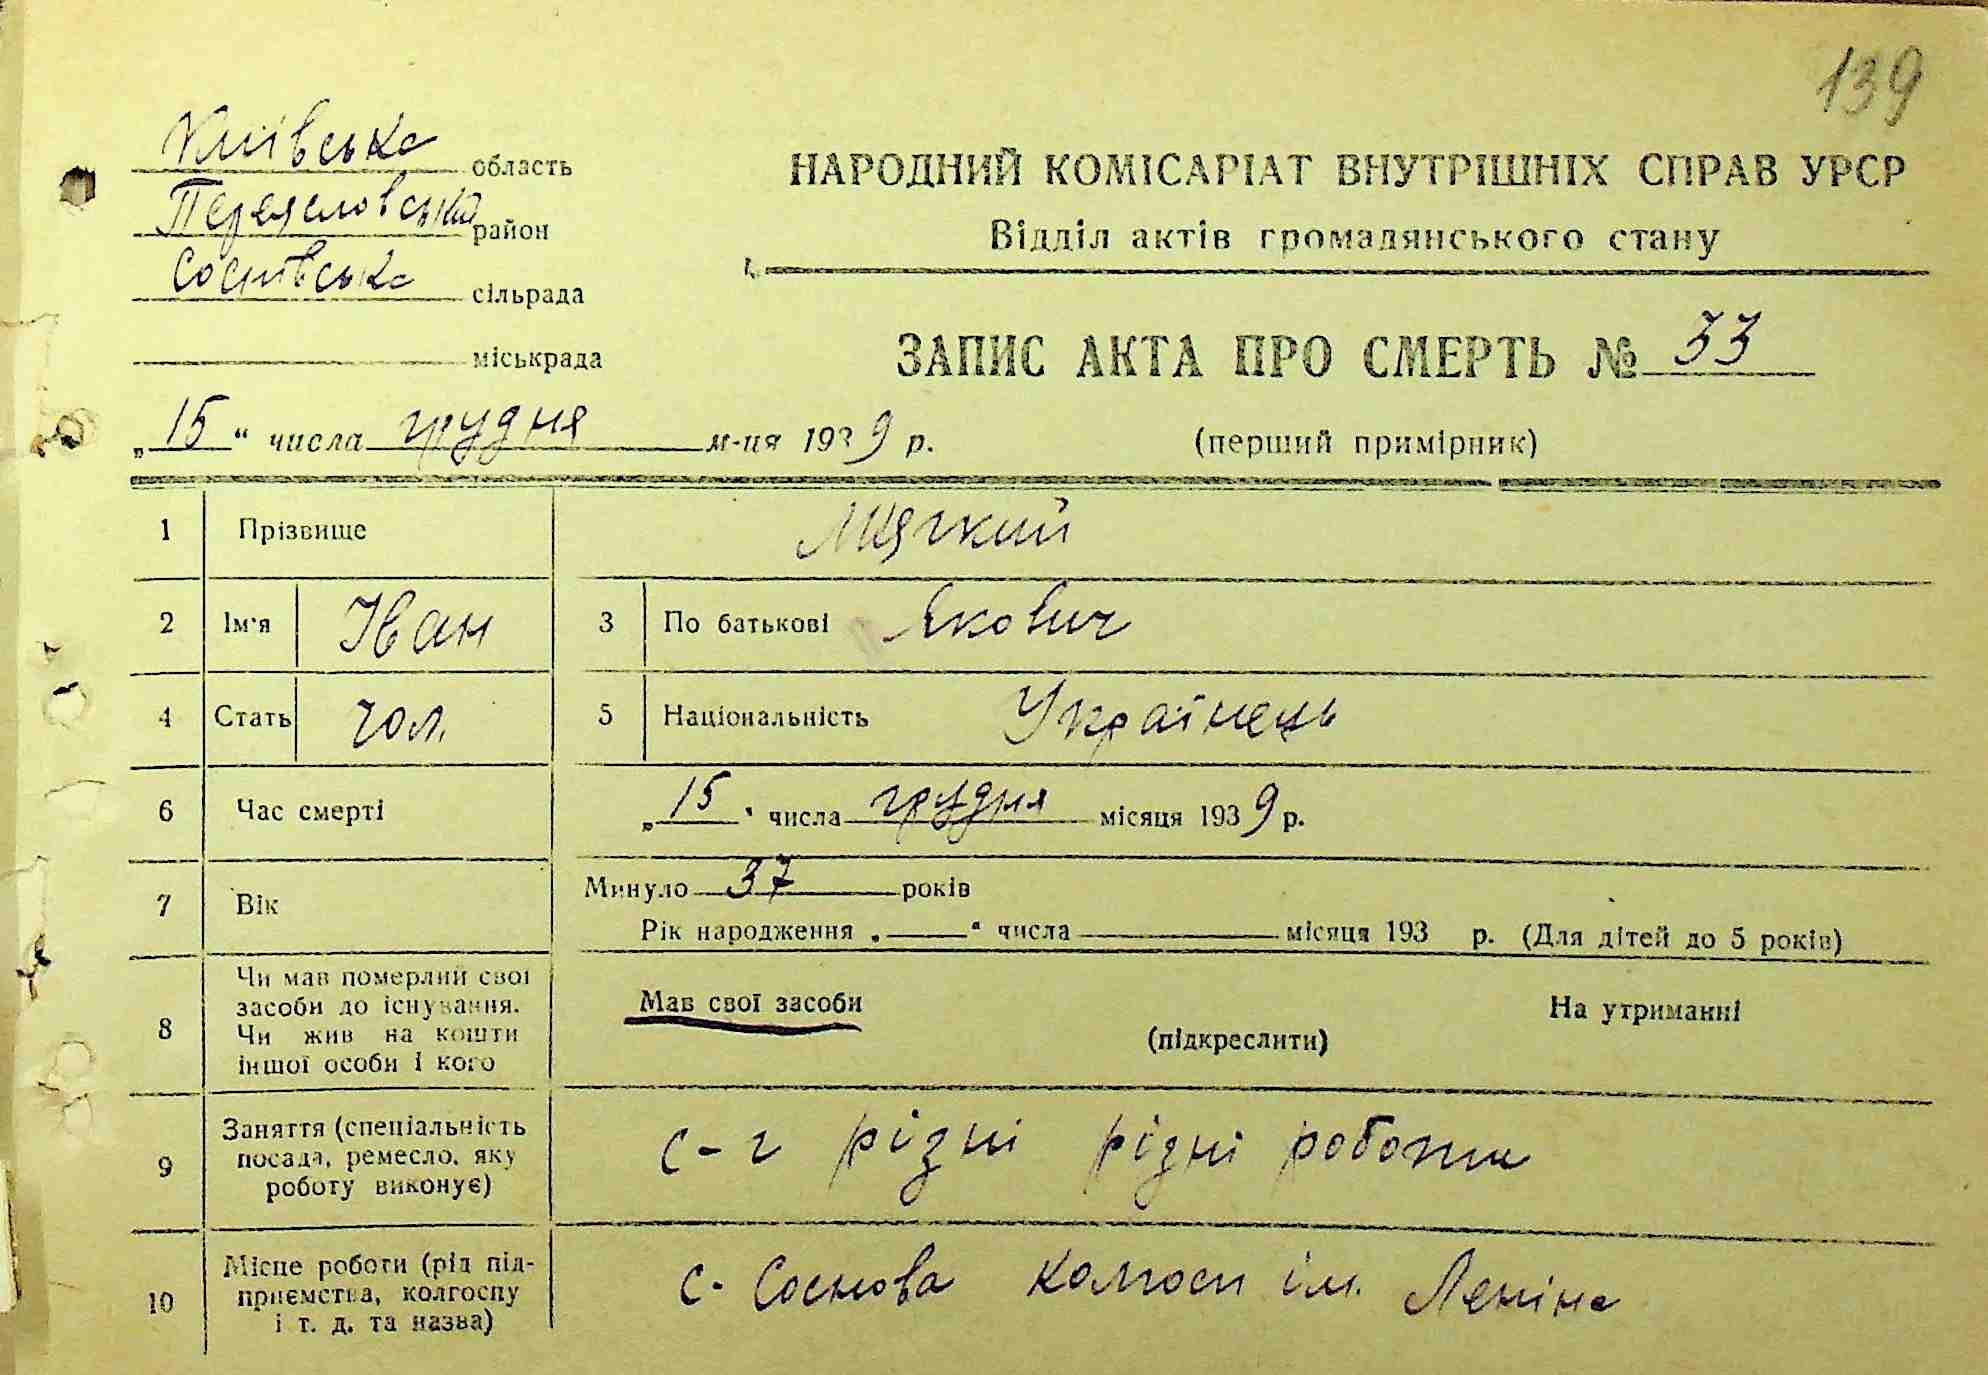 139
Київська область
Переяславський район
Соснівська сільрада
міськрада
НАРОДНИЙ КОМІСАРІАТ ВНУТРІШНІХ СПРАВ УРСР
Відділ актів громадянського стану
ЗАПИС АКТА ПРО СМЕРТЬ № 33
„15“ числа грудня м-ця 1939 р.
(перший примірник)
1 Прізвище Мягкий
2 Ім'я Іван 3 По батькові Якович
4 Стать чол. 5 Національність Українець
6 Час смерті „15“ числа грудня місяця 1939 р.
7 Вік Минуло 37 років
Рік народження „ “ числа місяця 193 р. (Для дітей до 5 років)
8 Чи мав померлий свої
засоби до існування.
Чи жив на кошти
іншої особи і кого
Мав свої засоби На утриманні
(підкреслити)
9 Заняття (спеціальність
посада, ремесло, яку
роботу виконує)
с-г різні різні роботи
10 Місце роботи (рід під-
приємства, колгоспу
і т. д. та назва)
с. Соснова колгосп ім. Леніна